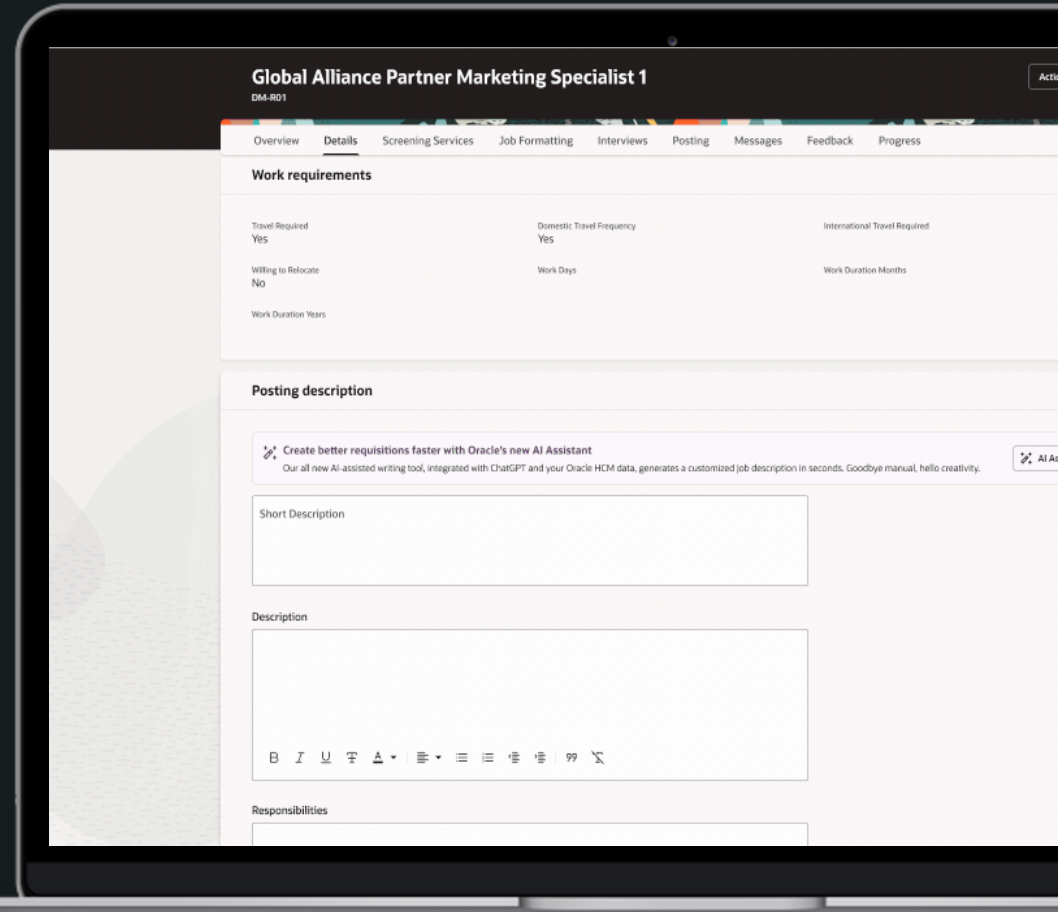 Global Alliance Partner Marketing Specialist 1
DM-R01
Overview Details Screening Services Job Formatting Interviews Posting Messages Feedback Progress
Work requirements
Travel Required Domestic Travel Frequency International Travel Required
Yes Yes
Willing to Relocate Work Days Work Duration Months
No
Work Duration Years
Posting description
Create better requisitions faster with Oracle's new AI Assistant
Our all new AI-assisted writing tool, integrated with ChatGPT and your Oracle HCM data, generates a customized job description in seconds. Goodbye manual, hello creativity.
AI
Short Description
Description
B I U T A
Responsibilities